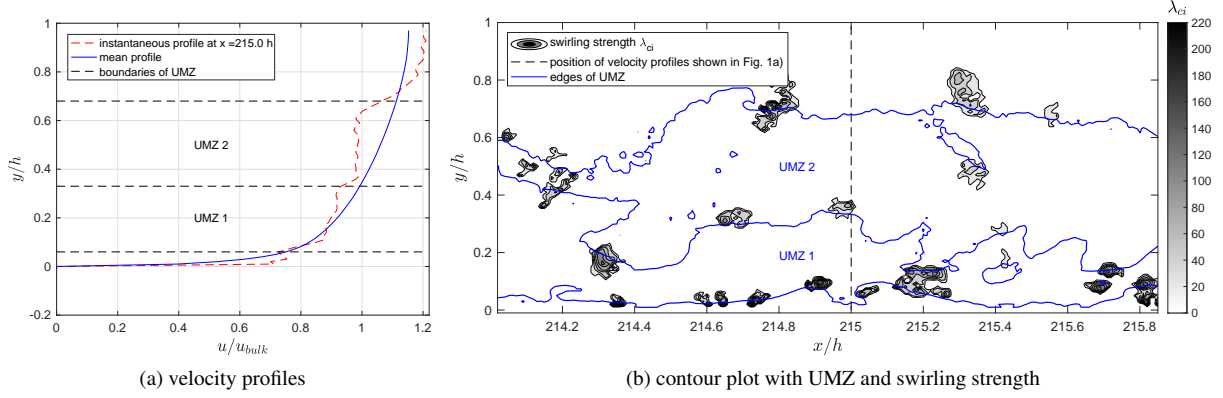 instantaneous profile at x =215.0 h
mean profile
boundaries of UMZ
UMZ 2
UMZ 1
1
0.8
0.6
0.4
0.2
0
-0.2
y/h
0
0.2
0.4
0.6
0.8
1
1.2
u/u_bulk
(a) velocity profiles
swirling strength λci
position of velocity profiles shown in Fig. 1a)
edges of UMZ
UMZ 2
UMZ 1
1
0.8
0.6
0.4
0.2
0
y/h
214.2
214.4
214.6
214.8
215
215.2
215.4
215.6
215.8
x/h
λci
220
200
180
160
140
120
100
80
60
40
20
0
(b) contour plot with UMZ and swirling strength